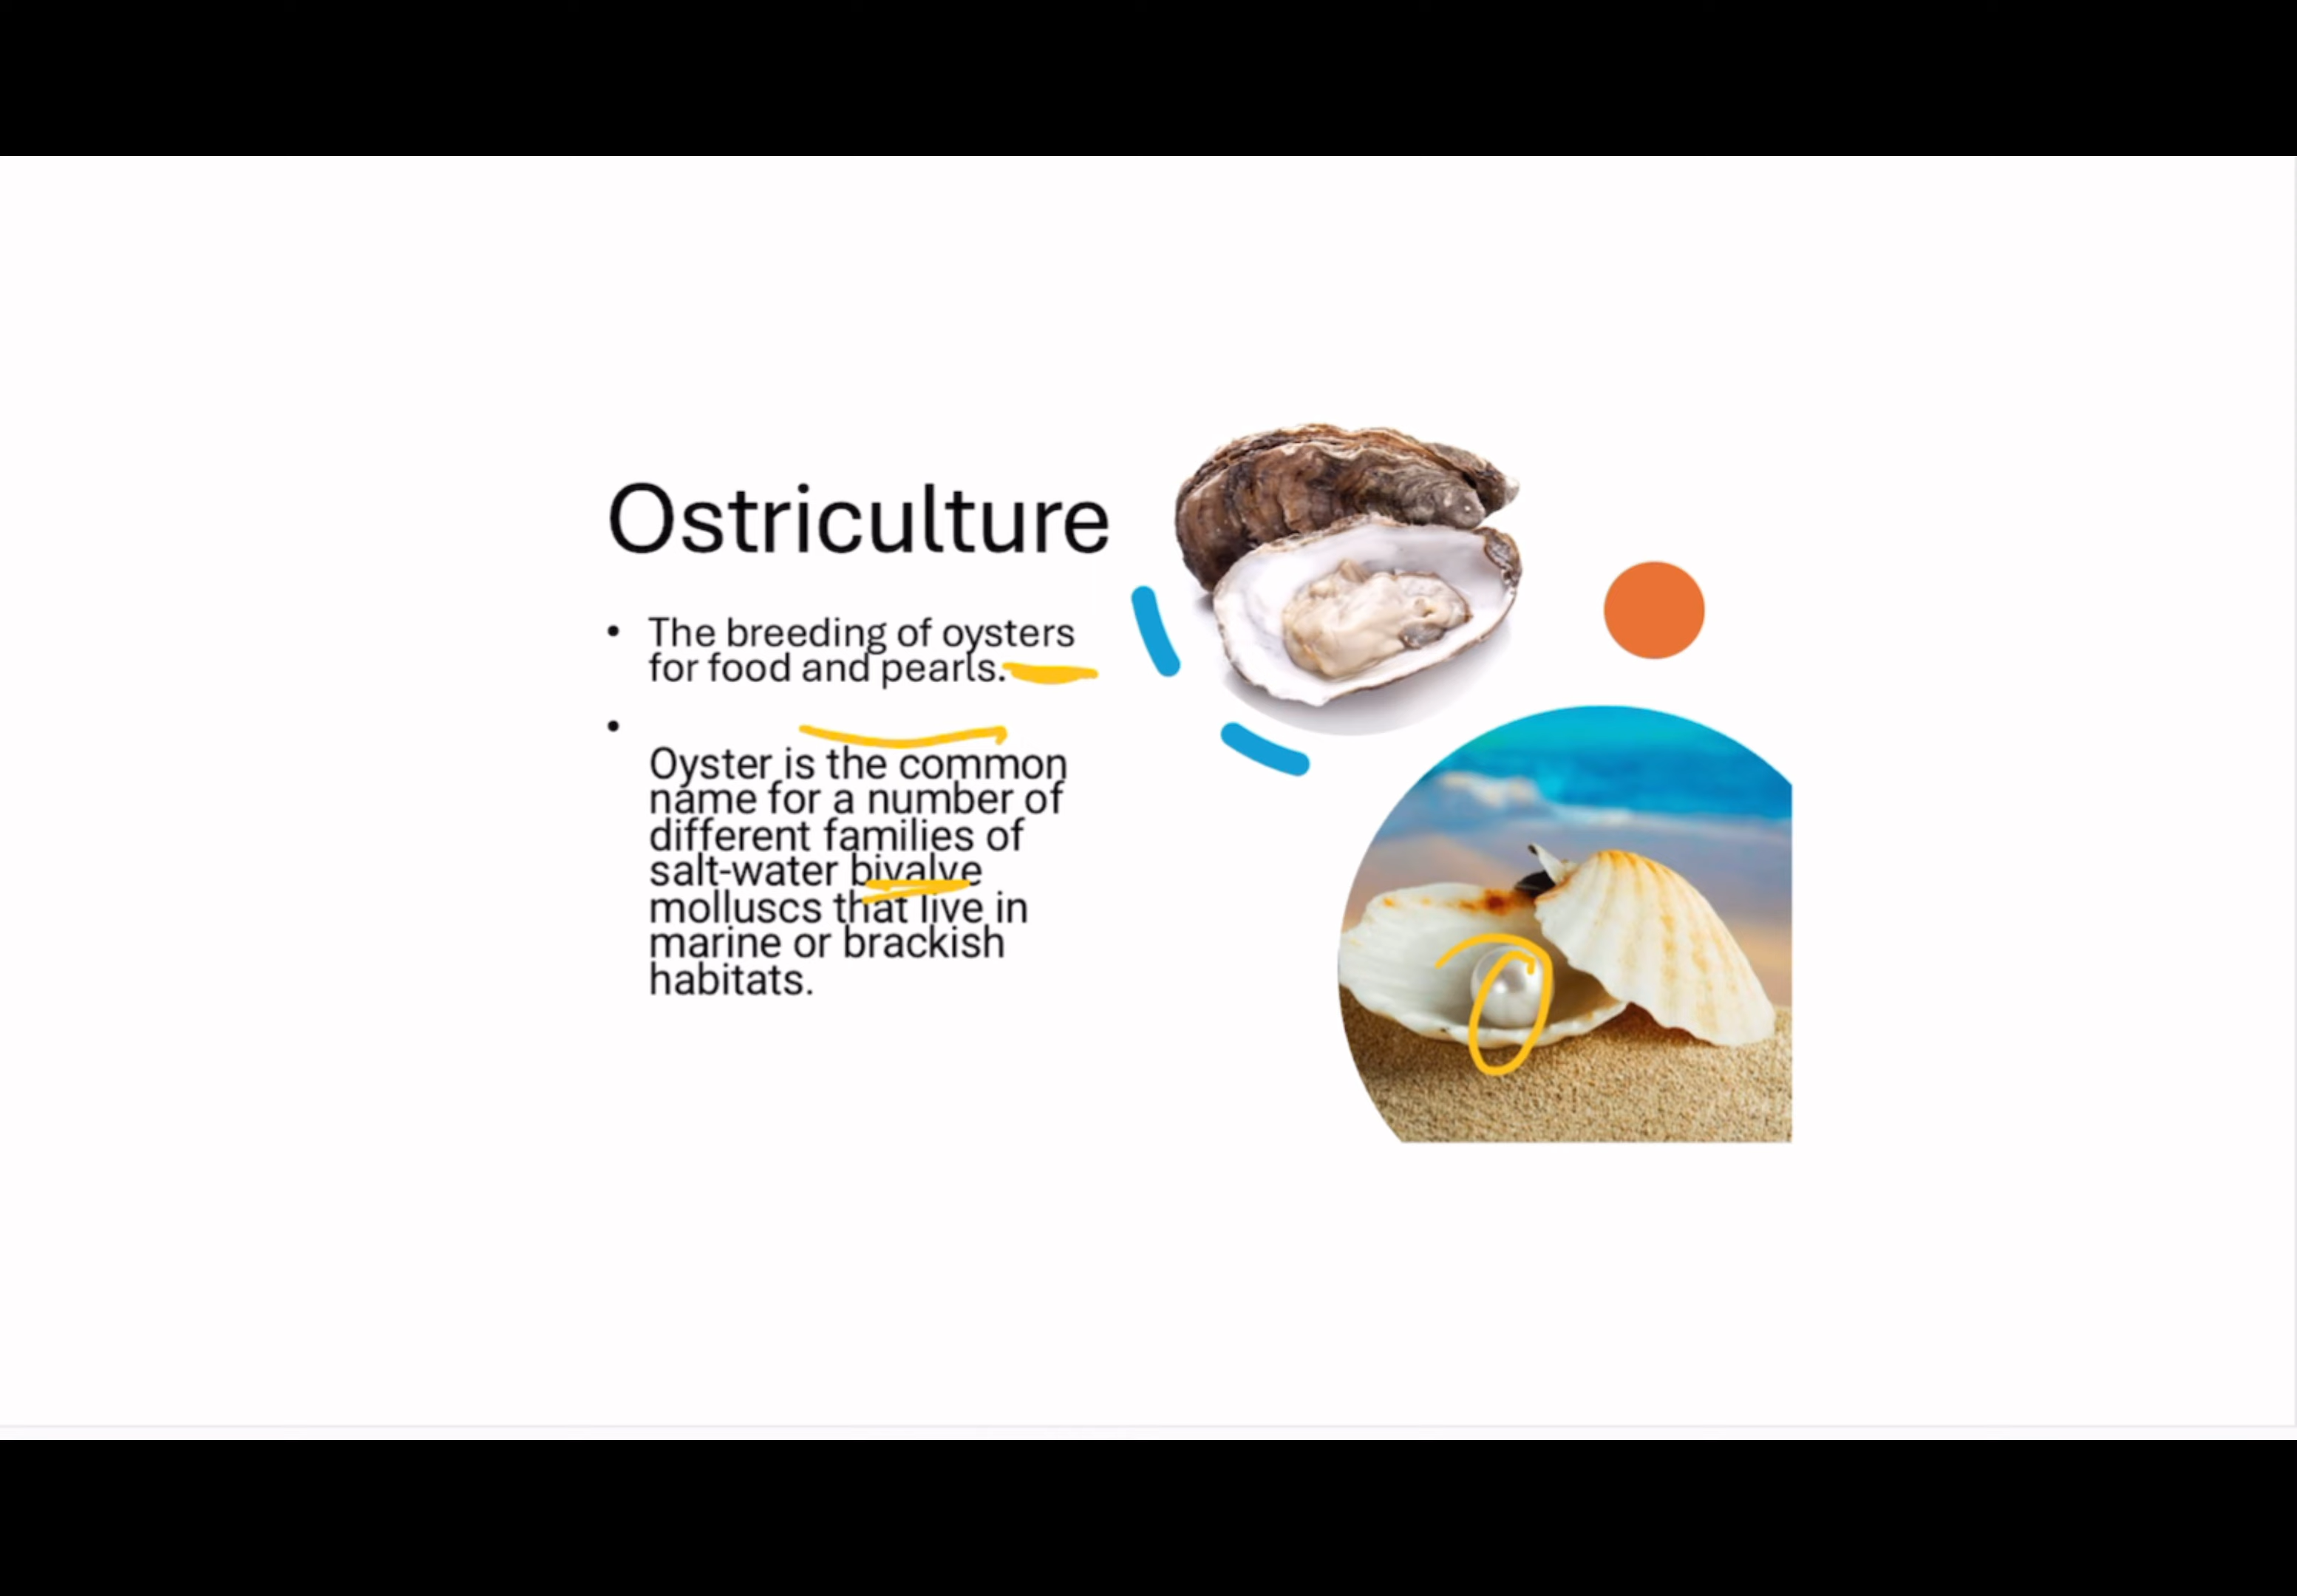 Ostriculture
• The breeding of oysters
for food and pearls.
•
Oyster is the common
name for a number of
different families of
salt-water bivalve
molluscs that live in
marine or brackish
habitats.